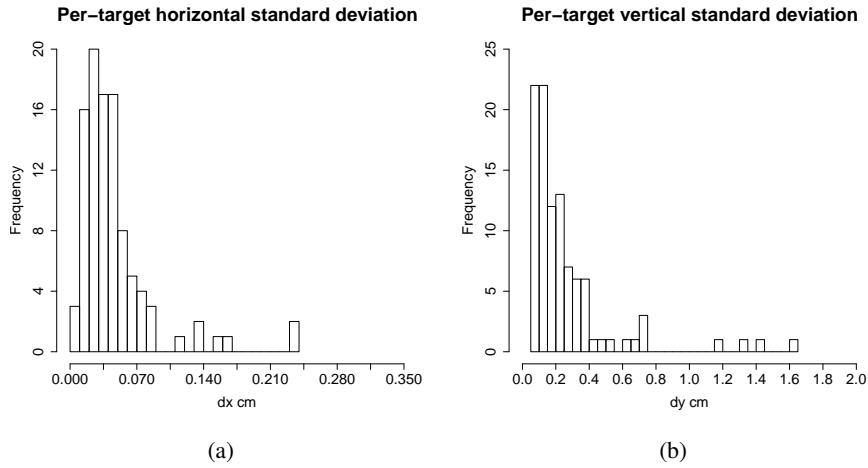 Per−target horizontal standard deviation
Frequency
20
16
12
8
4
0
0.000 0.070 0.140 0.210 0.280 0.350
dx cm
(a)
Per−target vertical standard deviation
Frequency
25
20
15
10
5
0
0.0 0.2 0.4 0.6 0.8 1.0 1.2 1.4 1.6 1.8 2.0
dy cm
(b)